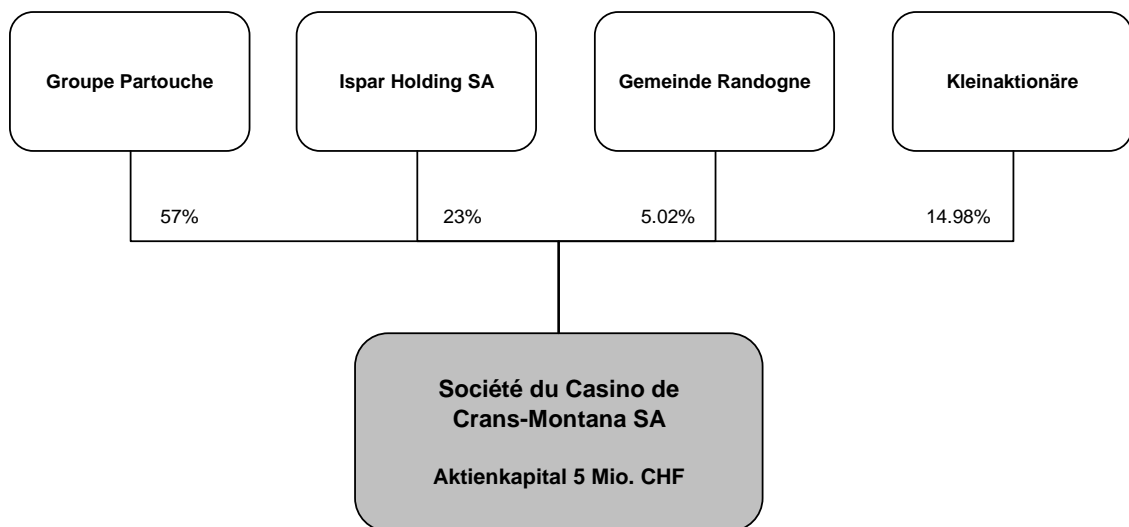 Groupe Partouche
Ispar Holding SA
Gemeinde Randogne
Kleinaktionäre
57%
23%
5.02%
14.98%
Société du Casino de
Crans-Montana SA
Aktienkapital 5 Mio. CHF